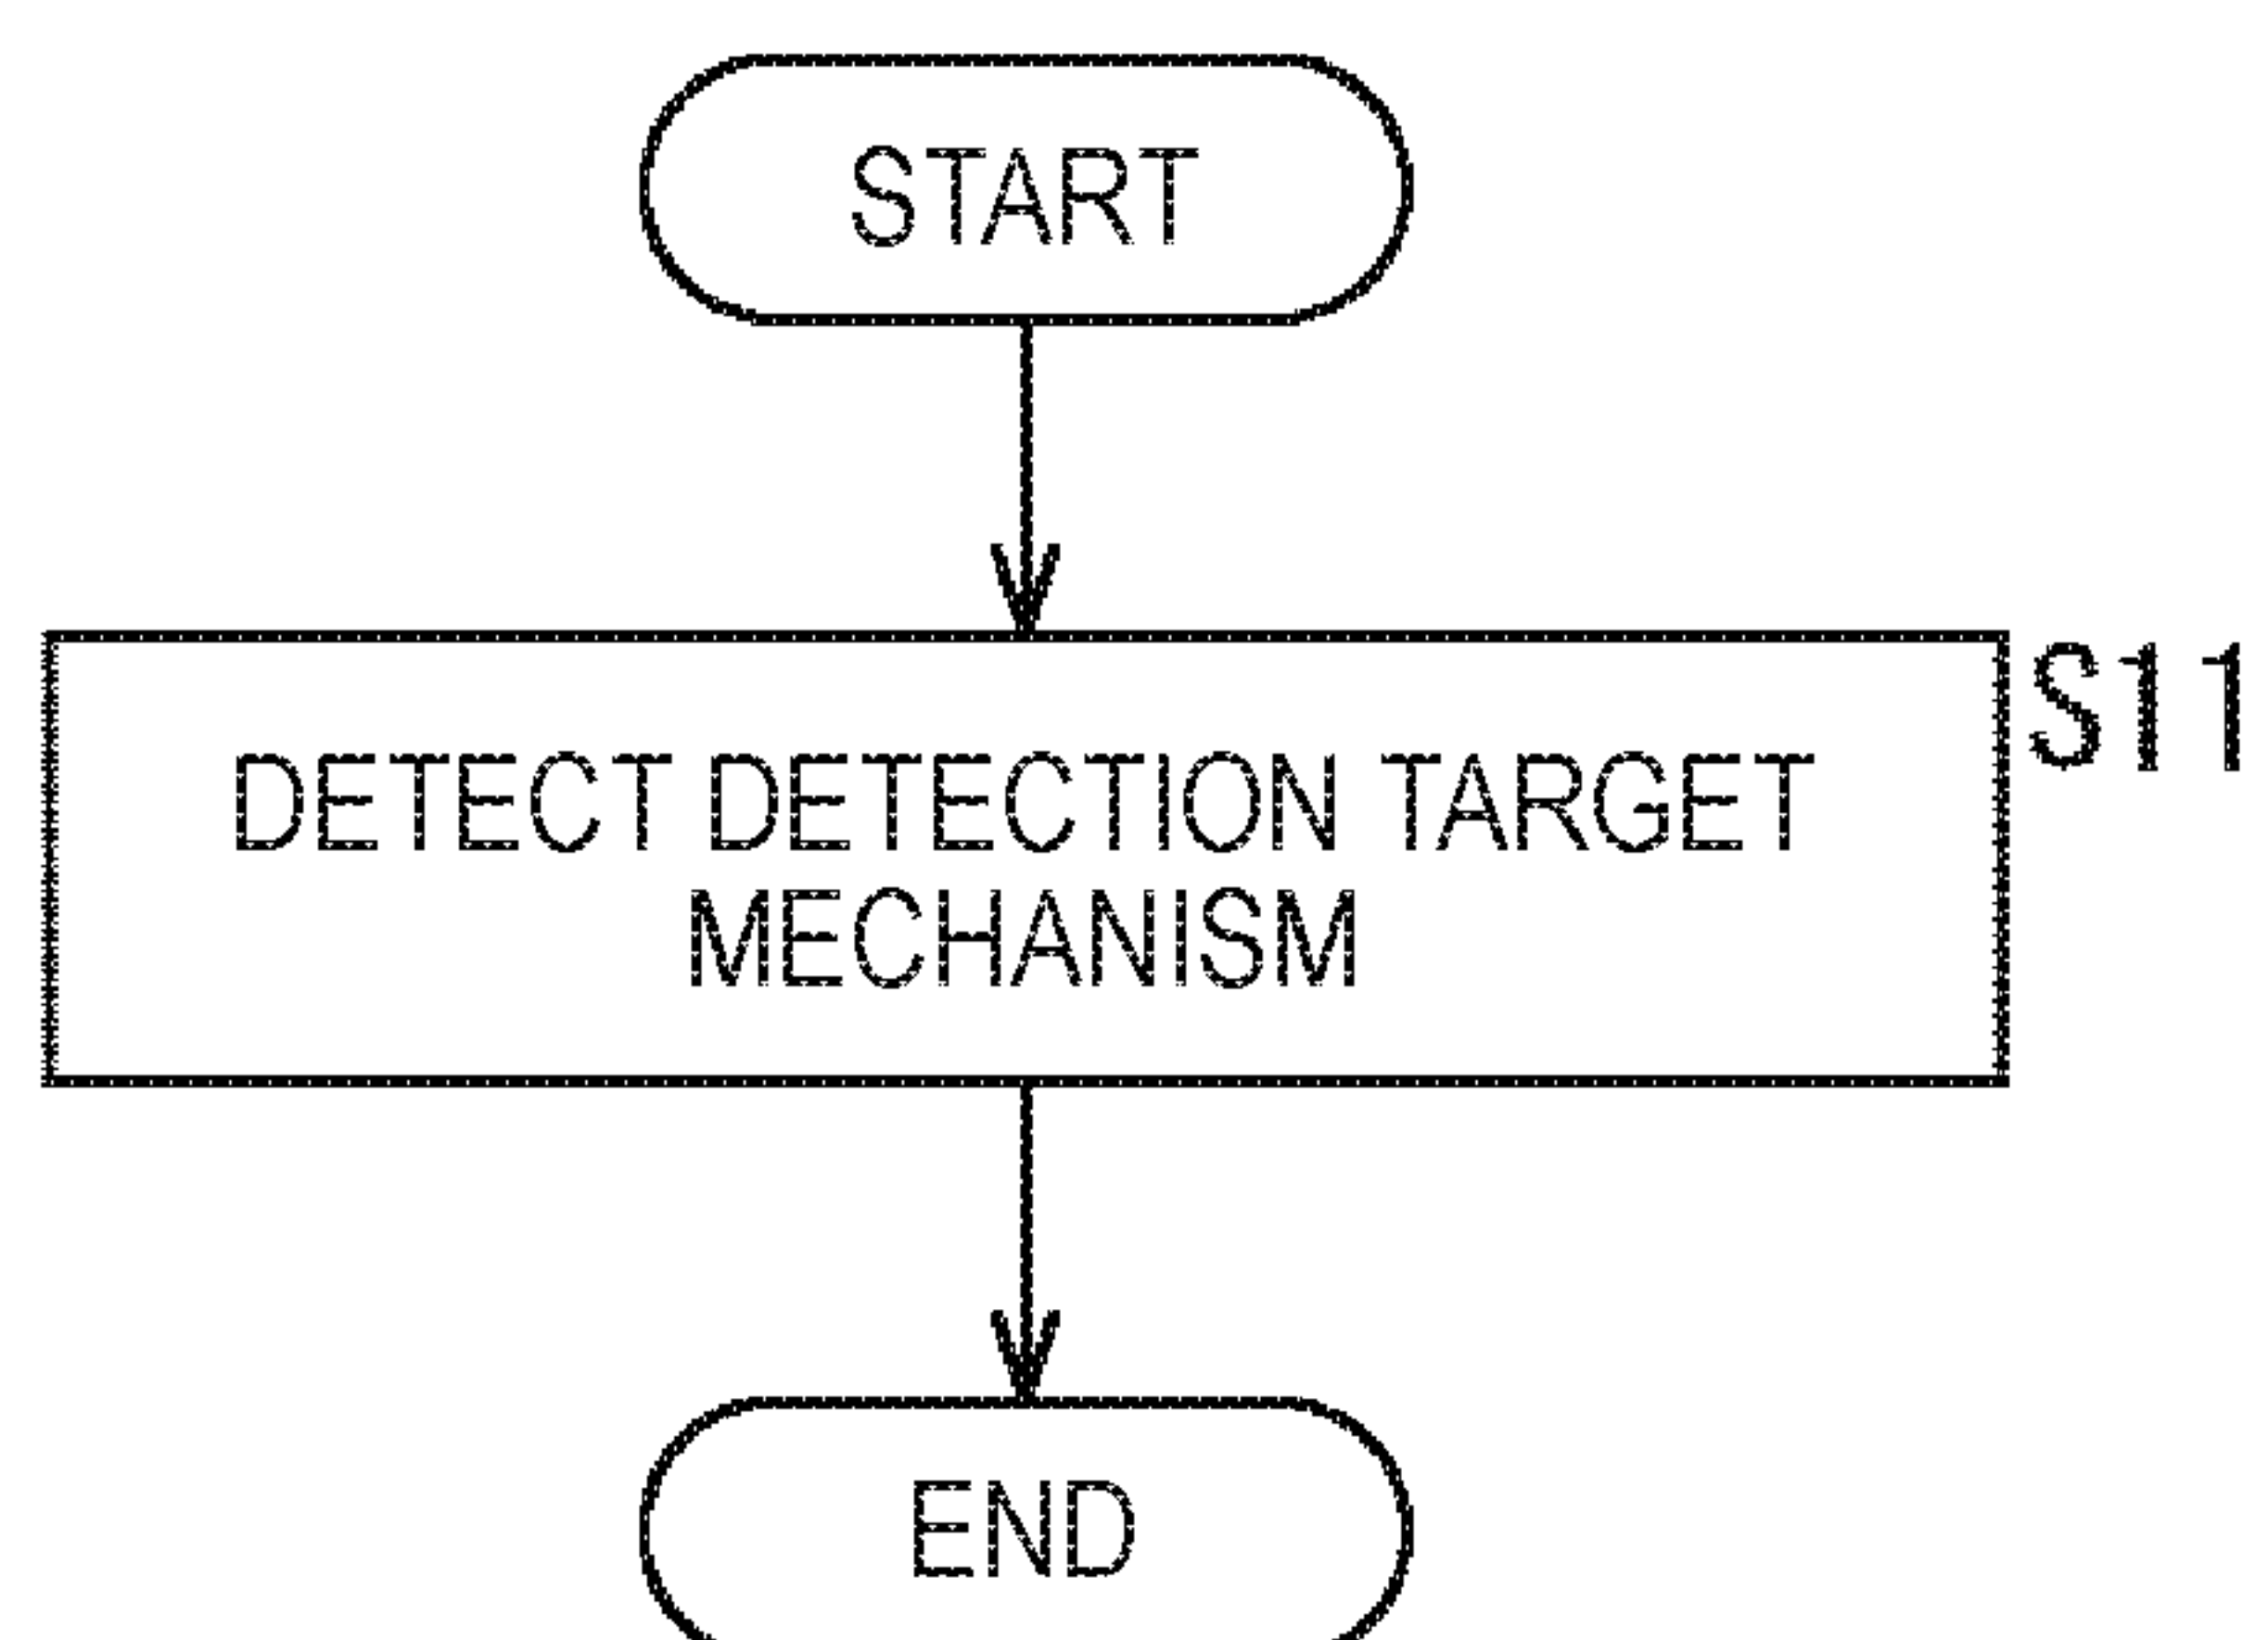 START
S11
DETECT DETECTION TARGET
MECHANISM
END